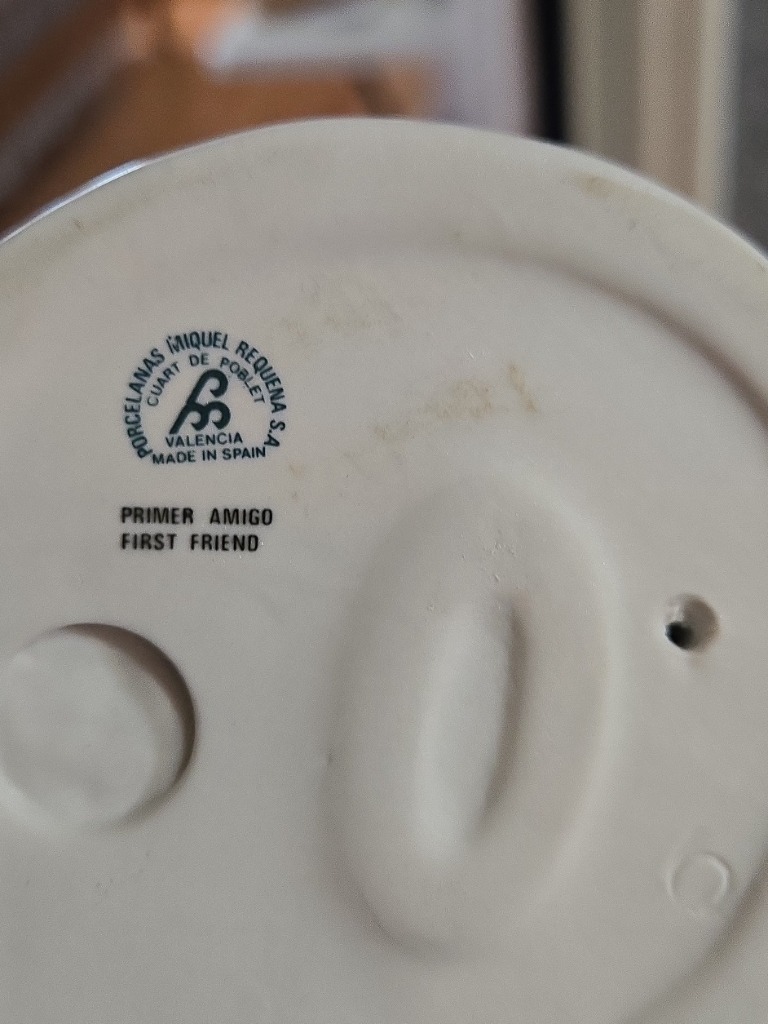 PORCELANAS MIQUEL REQUENA S.A.
CUART DE POBLET
VALENCIA
MADE IN SPAIN
PRIMER AMIGO
FIRST FRIEND